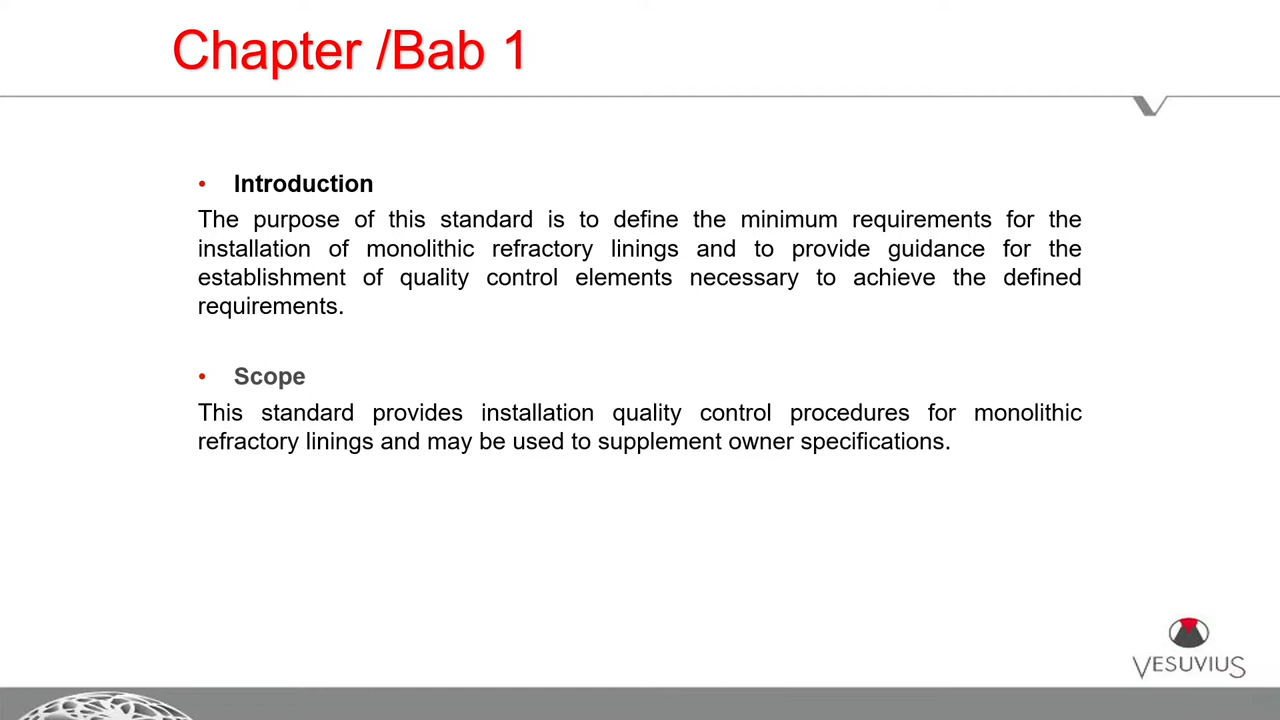 Chapter /Bab 1
• Introduction
The purpose of this standard is to define the minimum requirements for the
installation of monolithic refractory linings and to provide guidance for the
establishment of quality control elements necessary to achieve the defined
requirements.
• Scope
This standard provides installation quality control procedures for monolithic
refractory linings and may be used to supplement owner specifications.
VESUVIUS